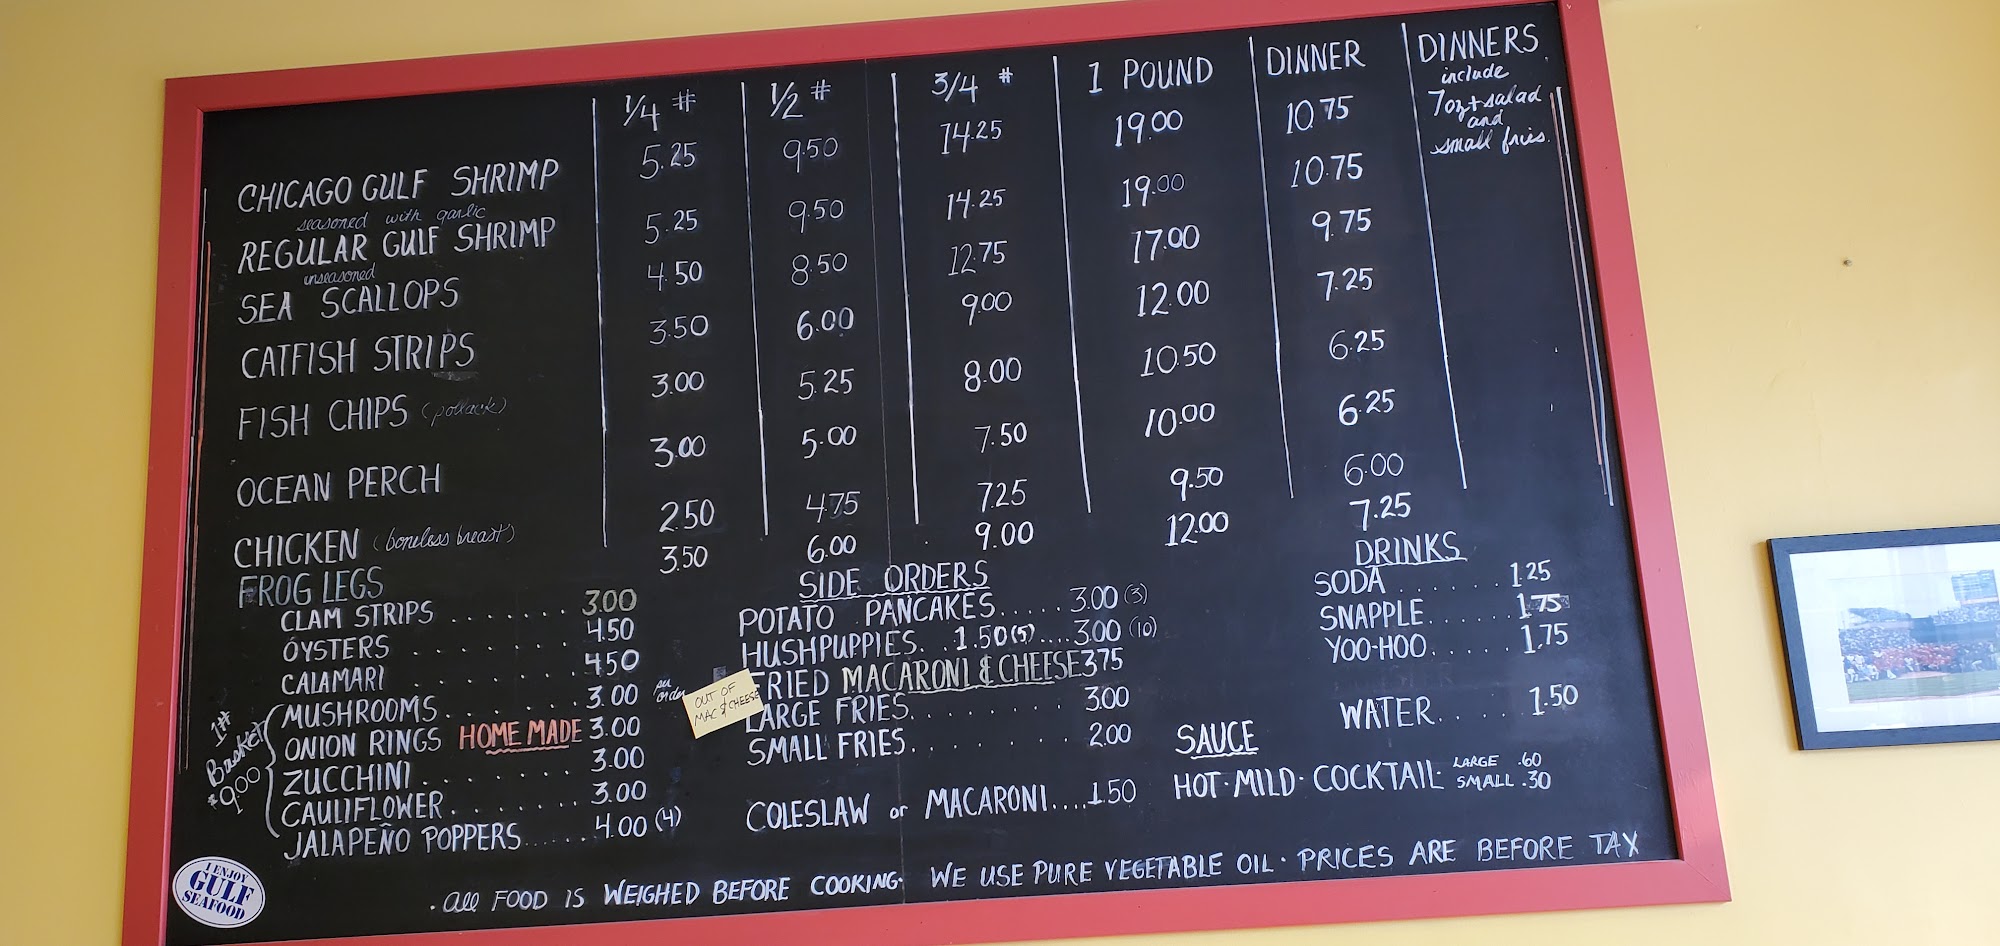 1/4 # 1/2 # 3/4 # 1 POUND DINNER DINNERS
include
7oz+salad
and
small fries.
CHICAGO GULF SHRIMP 5.25 9.50 14.25 19.00 10.75
seasoned with garlic
REGULAR GULF SHRIMP 5.25 9.50 14.25 19.00 10.75
unseasoned
SEA SCALLOPS 4.50 8.50 12.75 17.00 9.75
CATFISH STRIPS 3.50 6.00 9.00 12.00 7.25
FISH CHIPS (pollack) 3.00 5.25 8.00 10.50 6.25
OCEAN PERCH 3.00 5.00 7.50 10.00 6.25
CHICKEN (boneless breast) 2.50 4.75 7.25 9.50 6.00
FROG LEGS 3.50 6.00 9.00 12.00 7.25
CLAM STRIPS . . . . . . . 3.00
OYSTERS . . . . . . . 4.50
CALAMARI . . . . . . . 4.50
MUSHROOMS . . . . . . . 3.00 per order
ONION RINGS HOME MADE 3.00
ZUCCHINI . . . . . . . 3.00
CAULIFLOWER . . . . . . . 3.00
JALAPEÑO POPPERS . . . . . 4.00 (4)
1# Basket $9.00
SIDE ORDERS
POTATO PANCAKES..... 3.00 (3)
HUSHPUPPIES. . 1.50(5).... 3.00 (10)
FRIED MACARONI & CHEESE 3.75
OUT OF
MAC & CHEESE
LARGE FRIES. . . . . . . 3.00
SMALL FRIES. . . . . . . 2.00
COLESLAW or MACARONI.... 1.50
DRINKS
SODA . . . . . . 1.25
SNAPPLE. . . . . . 1.75
YOO-HOO. . . . . . 1.75
WATER. . . . 1.50
SAUCE
HOT · MILD · COCKTAIL · LARGE .60
SMALL .30
· All FOOD IS WEIGHED BEFORE COOKING · WE USE PURE VEGETABLE OIL · PRICES ARE BEFORE TAX
I ENJOY
GULF
SEAFOOD